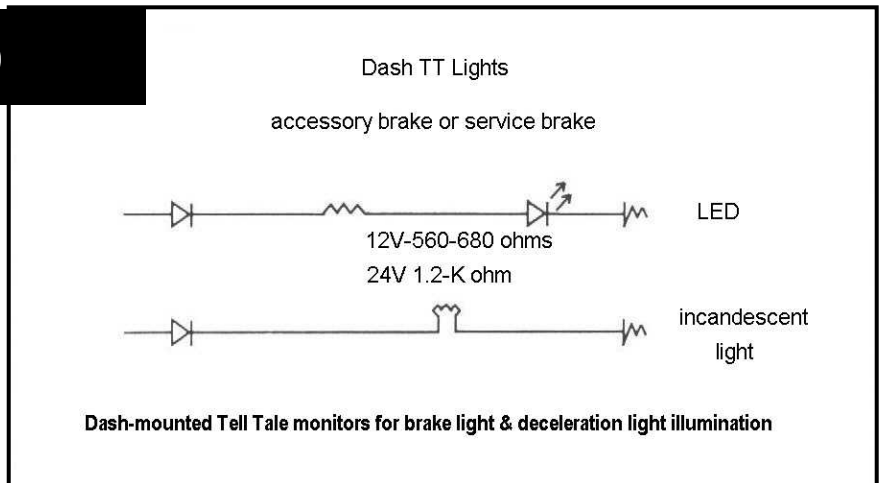 Dash TT Lights
accessory brake or service brake
LED
12V-560-680 ohms
24V 1.2-K ohm
incandescent
light
Dash-mounted Tell Tale monitors for brake light & deceleration light illumination